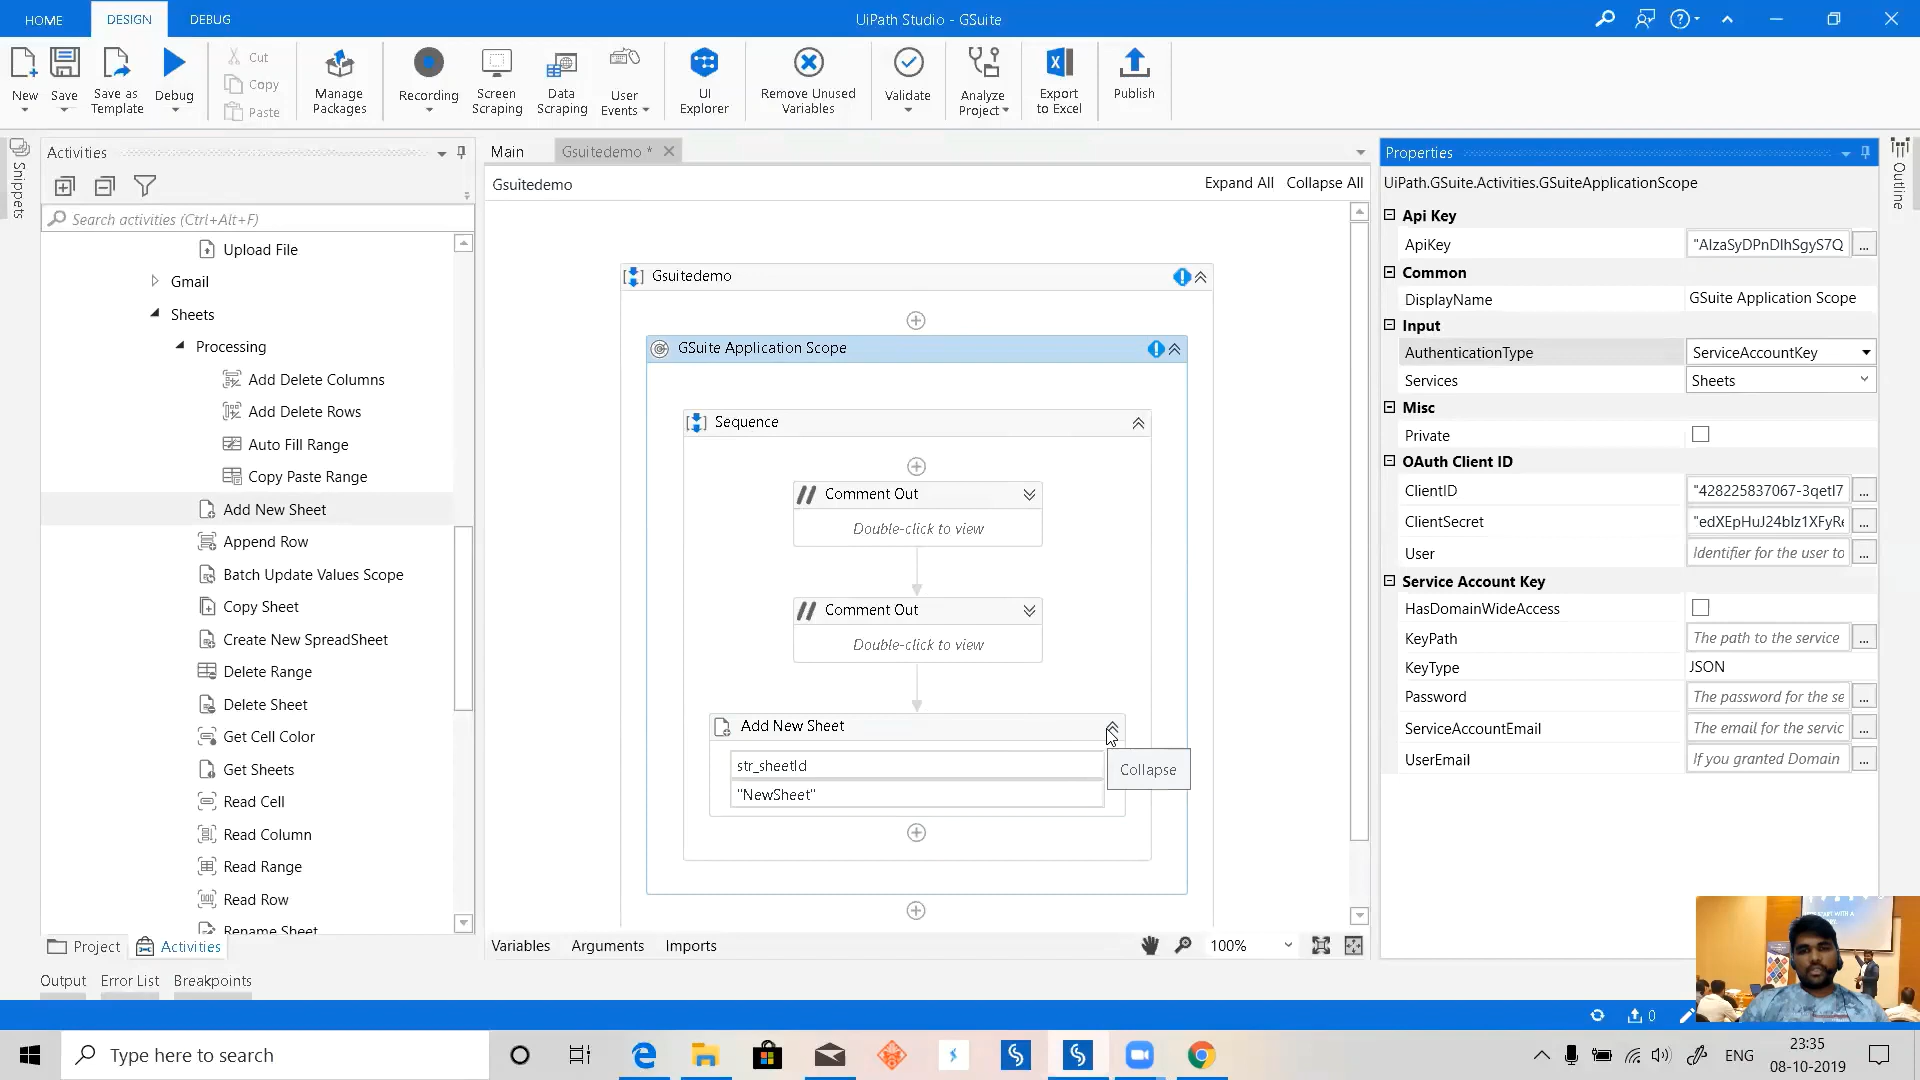 HOME
DESIGN
DEBUG
UiPath Studio - GSuite
New
Save
Save as Template
Debug
Cut
Copy
Paste
Manage Packages
Recording
Screen Scraping
Data Scraping
User Events
UI Explorer
Remove Unused Variables
Validate
Analyze Project
Export to Excel
Publish
Snippets
Activities
Search activities (Ctrl+Alt+F)
Upload File
Gmail
Sheets
Processing
Add Delete Columns
Add Delete Rows
Auto Fill Range
Copy Paste Range
Add New Sheet
Append Row
Batch Update Values Scope
Copy Sheet
Create New SpreadSheet
Delete Range
Delete Sheet
Get Cell Color
Get Sheets
Read Cell
Read Column
Read Range
Read Row
Rename Sheet
Project
Activities
Output
Error List
Breakpoints
Main
Gsuitedemo *
Gsuitedemo
Expand All
Collapse All
Gsuitedemo
GSuite Application Scope
Sequence
Comment Out
Double-click to view
Comment Out
Double-click to view
Add New Sheet
str_sheetId
"NewSheet"
Collapse
Variables
Arguments
Imports
100%
Properties
UiPath.GSuite.Activities.GSuiteApplicationScope
Api Key
ApiKey "AIzaSyDPnDIhSgyS7Q ...
Common
DisplayName GSuite Application Scope
Input
AuthenticationType ServiceAccountKey
Services Sheets
Misc
Private
OAuth Client ID
ClientID "428225837067-3qetI7 ...
ClientSecret "edXEpHuJ24bIz1XFyRe ...
User Identifier for the user to ...
Service Account Key
HasDomainWideAccess
KeyPath The path to the service ...
KeyType JSON
Password The password for the se ...
ServiceAccountEmail The email for the servic ...
UserEmail If you granted Domain ...
Outline
0
Type here to search
ENG
23:35
08-10-2019